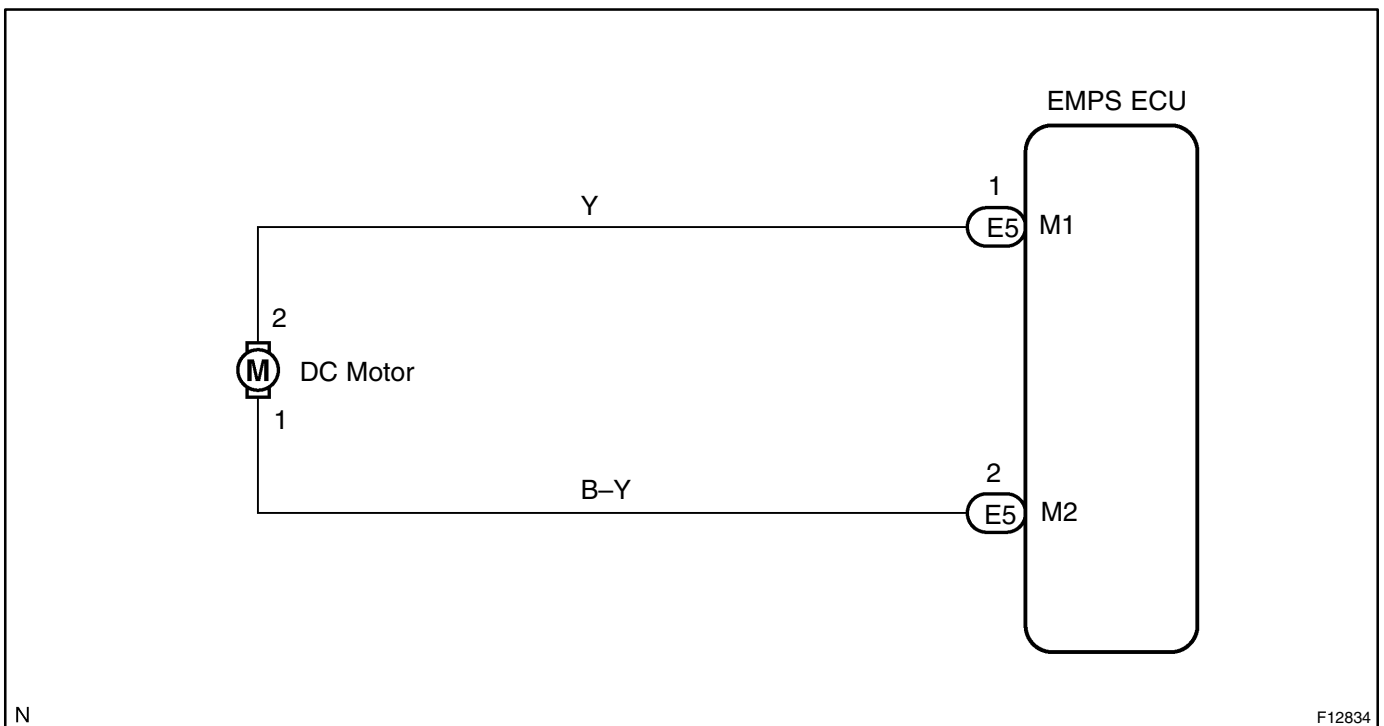 EMPS ECU
1
Y
E5 M1
2
M DC Motor
1
2
B–Y
E5 M2
N
F12834